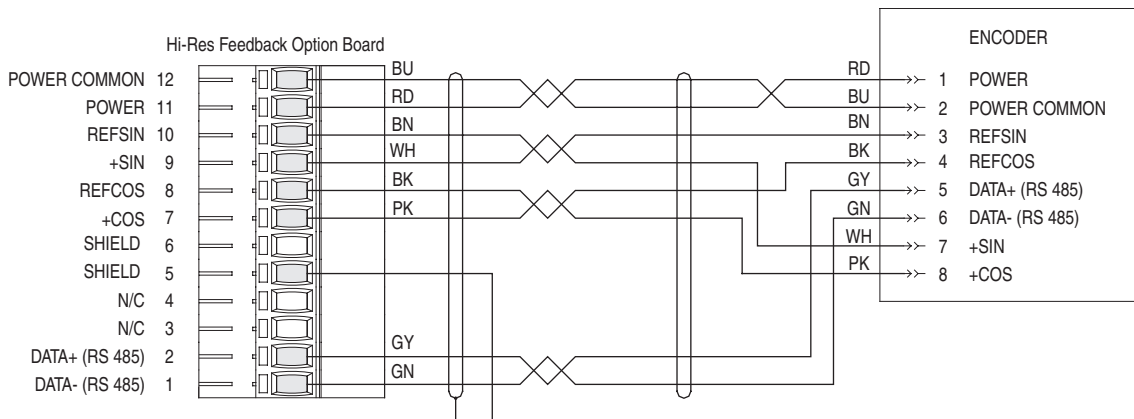 Hi-Res Feedback Option Board
POWER COMMON 12
POWER 11
REFSIN 10
+SIN 9
REFCOS 8
+COS 7
SHIELD 6
SHIELD 5
N/C 4
N/C 3
DATA+ (RS 485) 2
DATA- (RS 485) 1
BU
RD
BN
WH
BK
PK
GY
GN
ENCODER
RD 1 POWER
BU 2 POWER COMMON
BN 3 REFSIN
BK 4 REFCOS
GY 5 DATA+ (RS 485)
GN 6 DATA- (RS 485)
WH 7 +SIN
PK 8 +COS